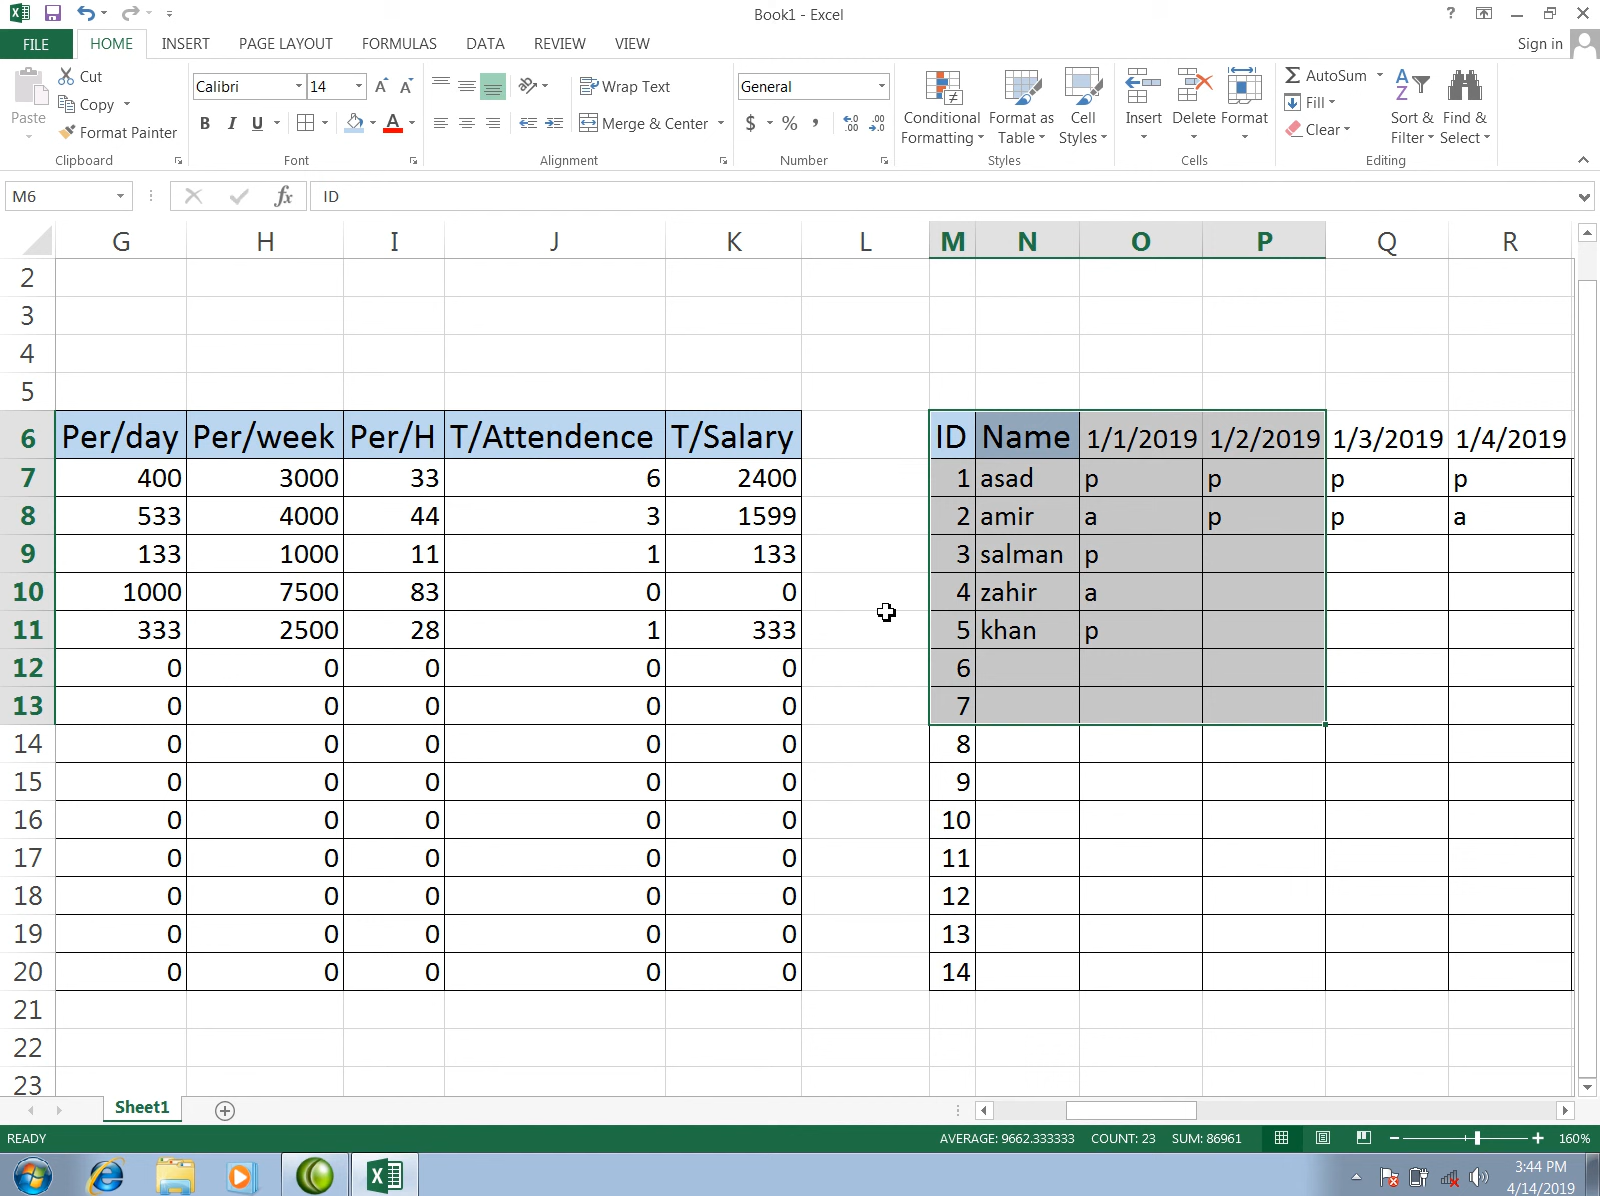 Book1 - Excel
?
FILE HOME INSERT PAGE LAYOUT FORMULAS DATA REVIEW VIEW Sign in
Paste Cut Copy Format Painter Clipboard
Calibri 14 A A B I U A Font
Wrap Text Merge & Center Alignment
General $ % , .00 .0 Number
Conditional Formatting Format as Table Cell Styles Styles
Insert Delete Format Cells
AutoSum Fill Clear Sort & Filter Find & Select Editing
M6 fx ID
G H I J K L M N O P Q R
2
3
4
5
6 Per/day Per/week Per/H T/Attendence T/Salary ID Name 1/1/2019 1/2/2019 1/3/2019 1/4/2019
7 400 3000 33 6 2400 1 asad p p p p
8 533 4000 44 3 1599 2 amir a p p a
9 133 1000 11 1 133 3 salman p
10 1000 7500 83 0 0 4 zahir a
11 333 2500 28 1 333 5 khan p
12 0 0 0 0 0 6
13 0 0 0 0 0 7
14 0 0 0 0 0 8
15 0 0 0 0 0 9
16 0 0 0 0 0 10
17 0 0 0 0 0 11
18 0 0 0 0 0 12
19 0 0 0 0 0 13
20 0 0 0 0 0 14
21
22
23
Sheet1
READY AVERAGE: 9662.333333 COUNT: 23 SUM: 86961 160%
3:44 PM
4/14/2019